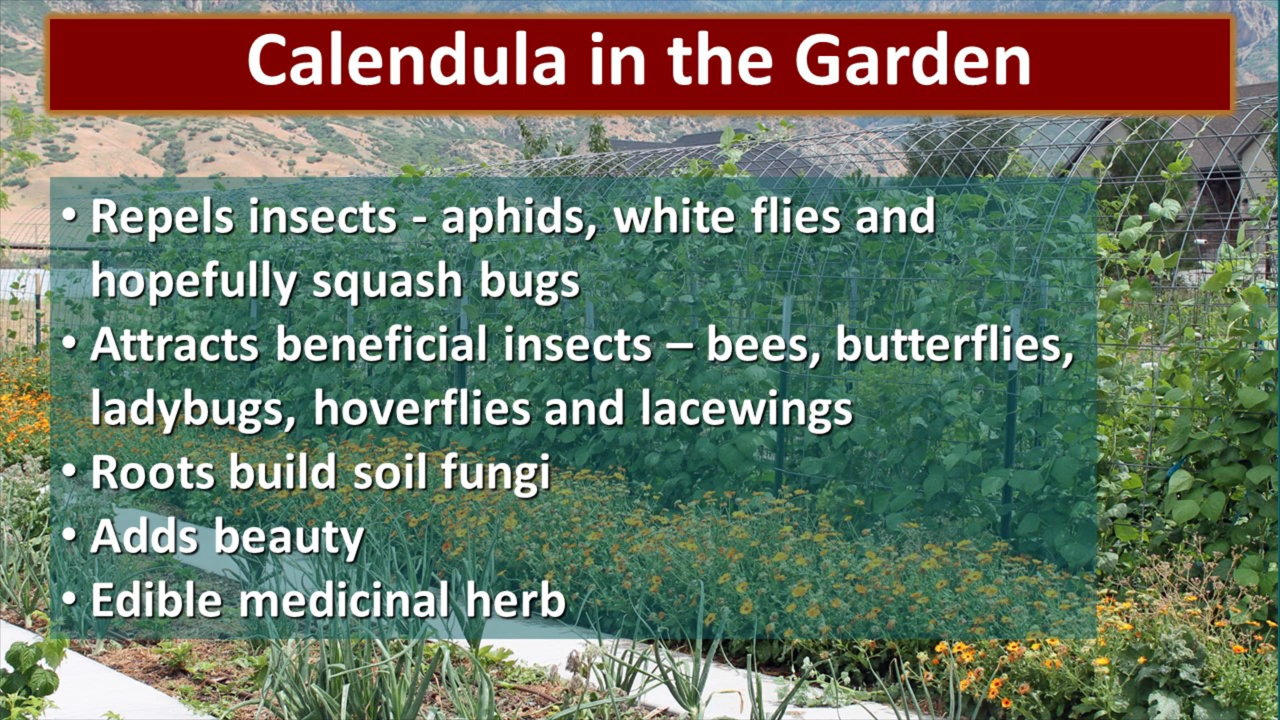 Calendula in the Garden
• Repels insects - aphids, white flies and
hopefully squash bugs
• Attracts beneficial insects – bees, butterflies,
ladybugs, hoverflies and lacewings
• Roots build soil fungi
• Adds beauty
• Edible medicinal herb